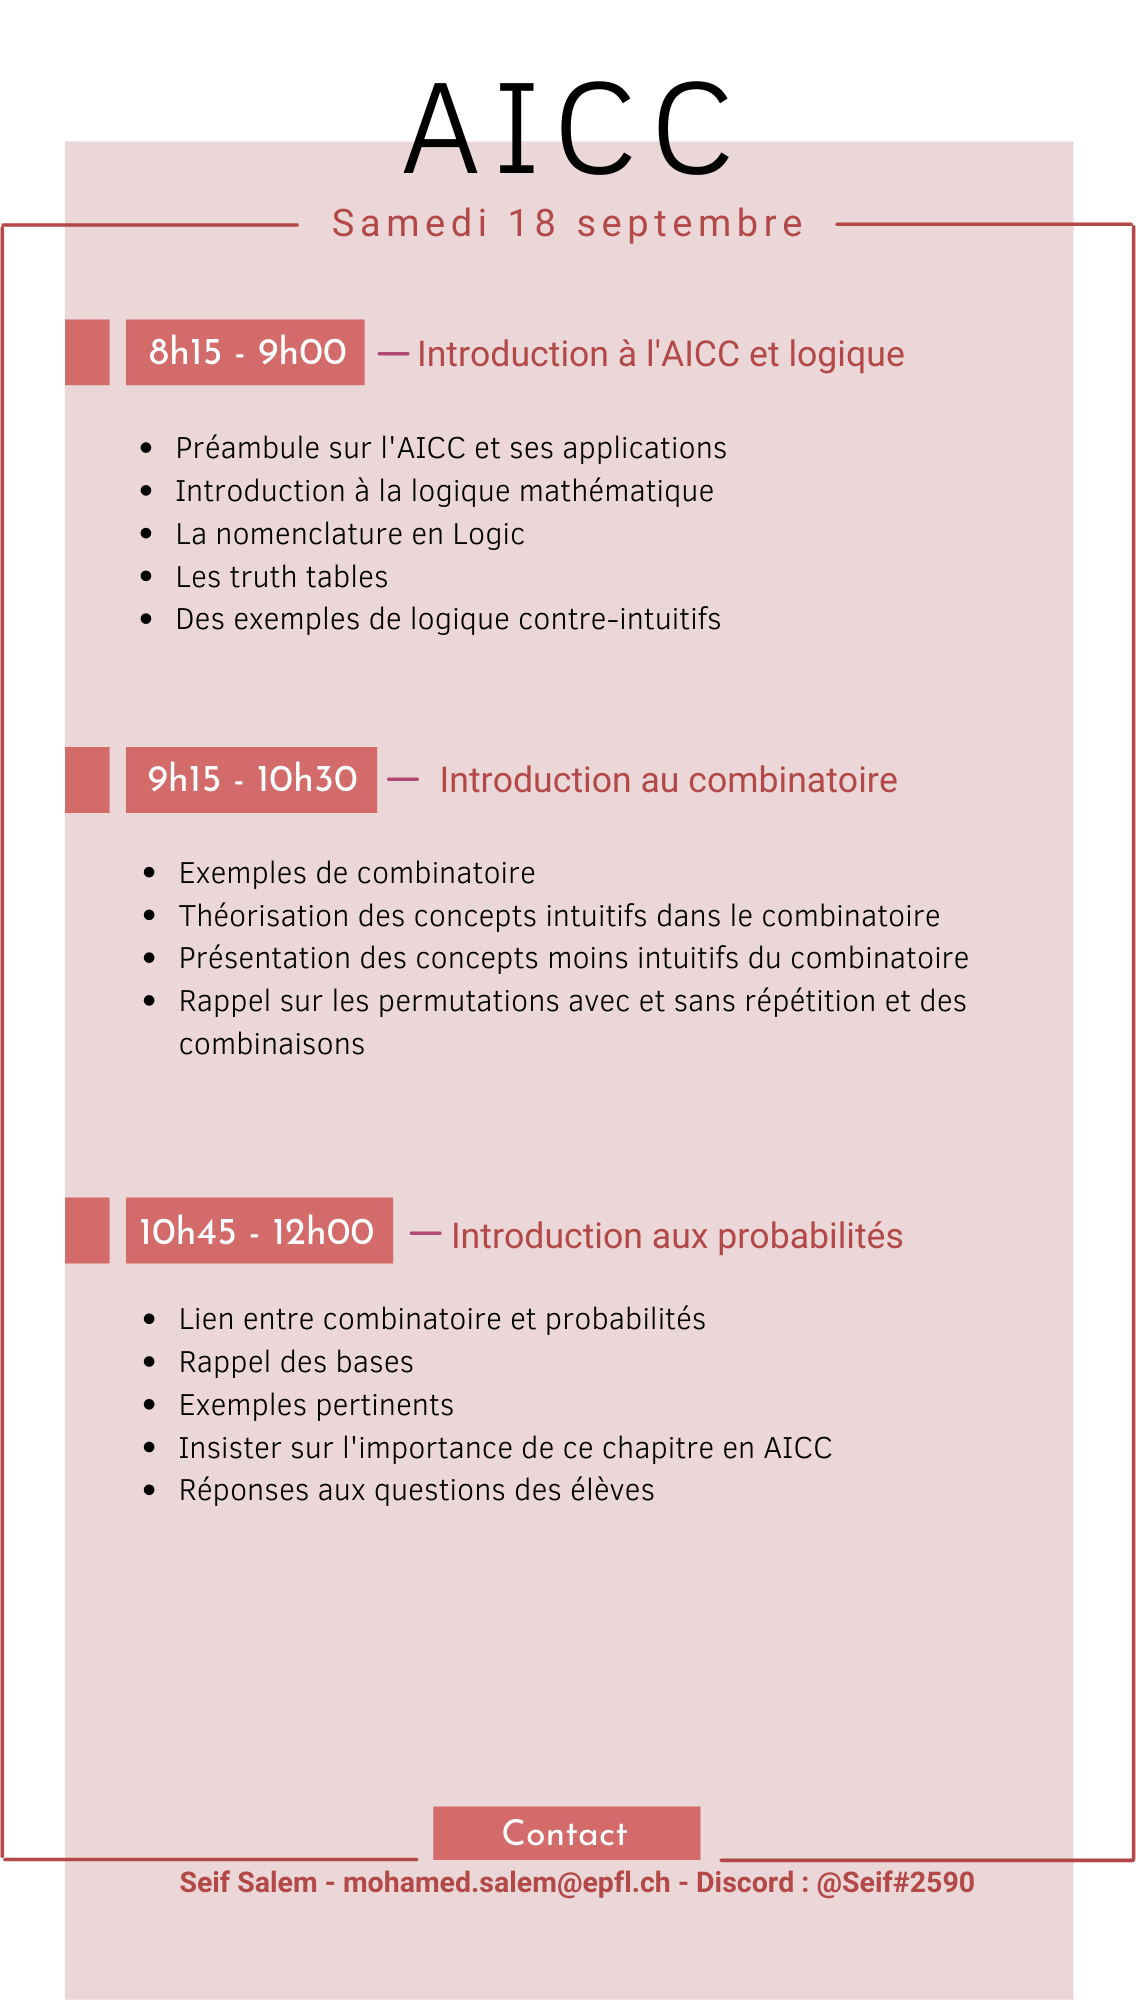 AICC
Samedi 18 septembre
8h15 - 9h00 — Introduction à l'AICC et logique
• Préambule sur l'AICC et ses applications
• Introduction à la logique mathématique
• La nomenclature en Logic
• Les truth tables
• Des exemples de logique contre-intuitifs
9h15 - 10h30 — Introduction au combinatoire
• Exemples de combinatoire
• Théorisation des concepts intuitifs dans le combinatoire
• Présentation des concepts moins intuitifs du combinatoire
• Rappel sur les permutations avec et sans répétition et des
combinaisons
10h45 - 12h00 — Introduction aux probabilités
• Lien entre combinatoire et probabilités
• Rappel des bases
• Exemples pertinents
• Insister sur l'importance de ce chapitre en AICC
• Réponses aux questions des élèves
Contact
Seif Salem - mohamed.salem@epfl.ch - Discord : @Seif#2590